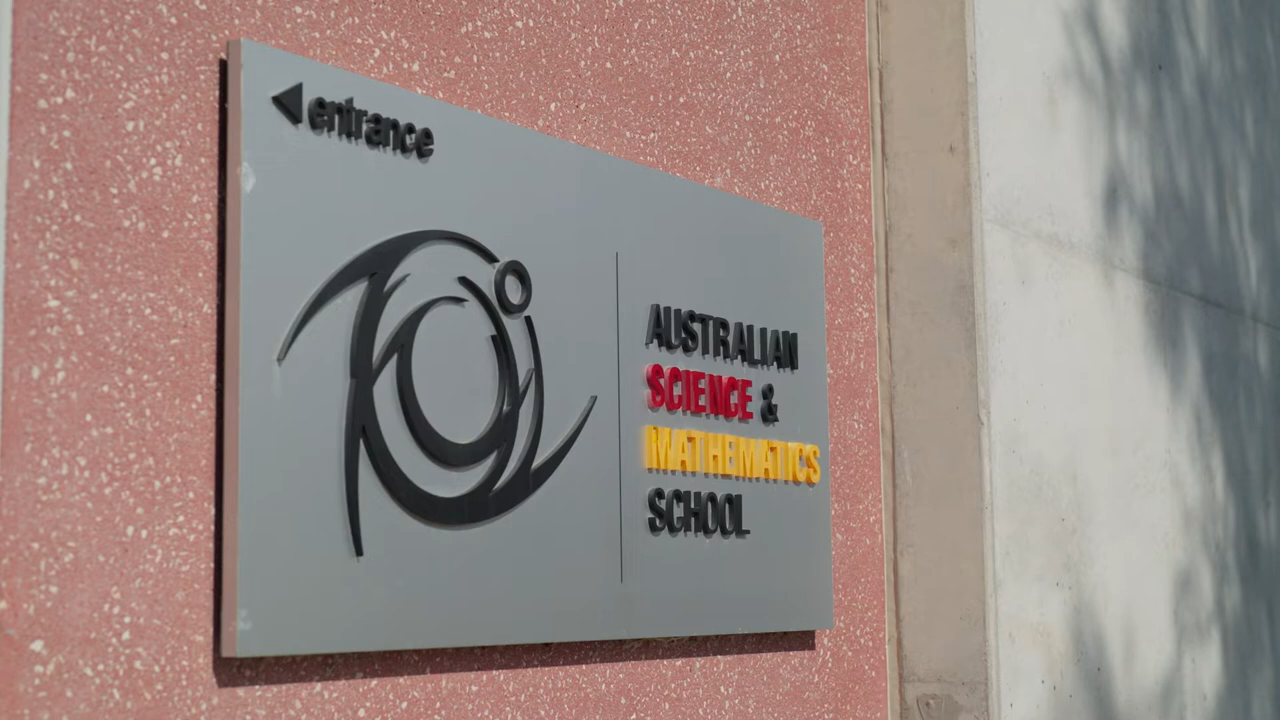 entrance
AUSTRALIAN
SCIENCE &
MATHEMATICS
SCHOOL